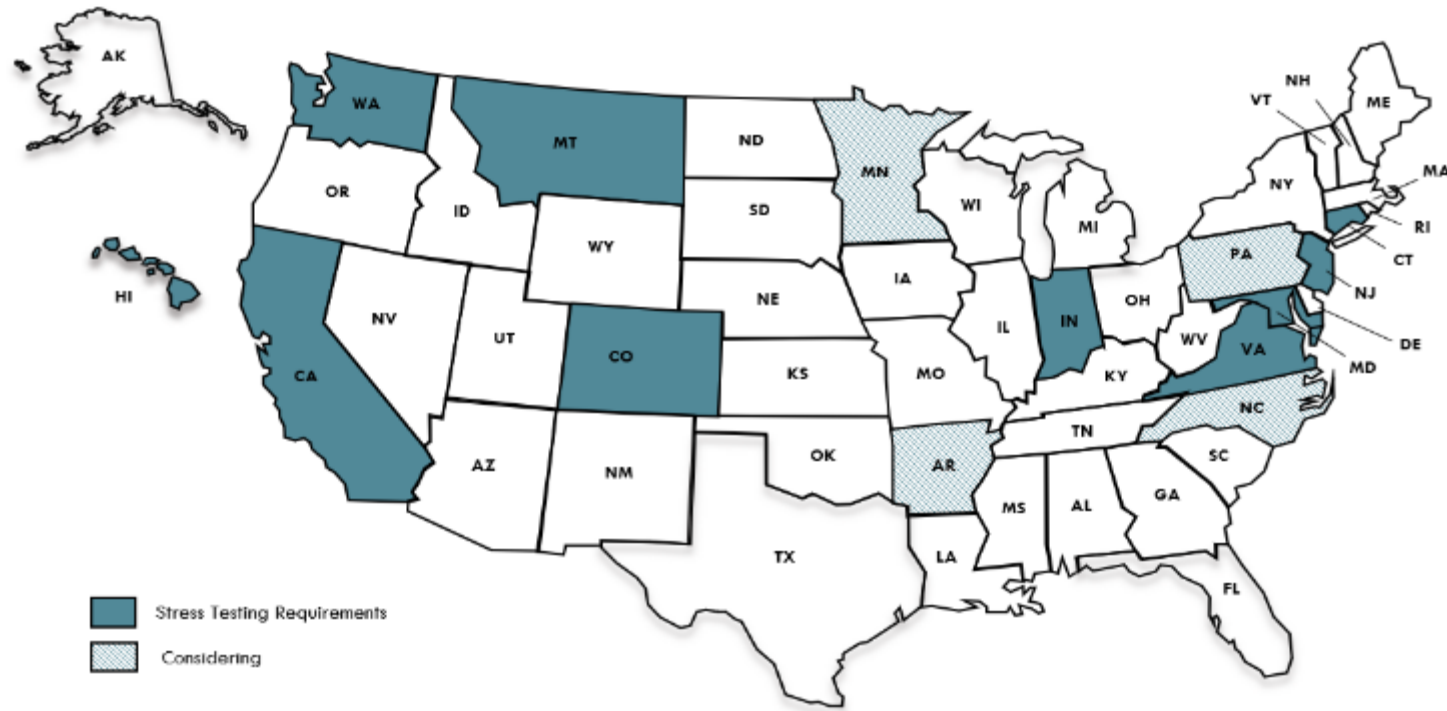 AK
WA
MT
ND
MN
VT
NH
ME
OR
ID
SD
WI
MI
NY
MA
RI
CT
WY
PA
HI
NV
NE
IA
NJ
UT
CO
IL
IN
OH
DE
CA
KS
MO
WV
VA
MD
KY
NC
AZ
NM
OK
AR
TN
SC
MS
AL
GA
TX
LA
FL
Stress Testing Requirements
Considering